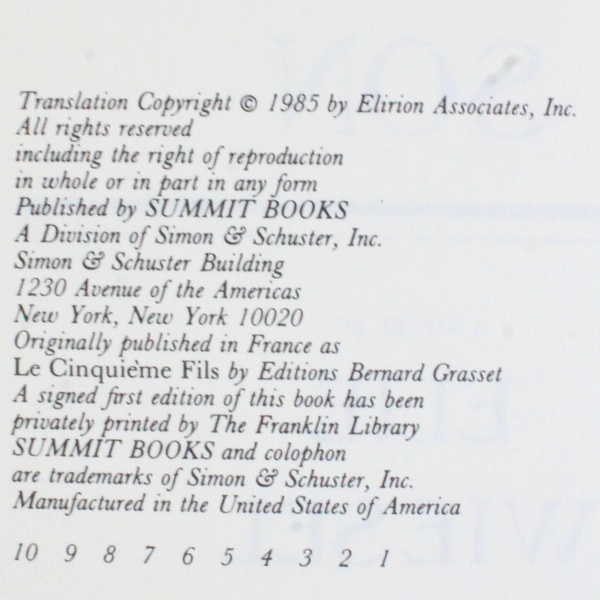 Translation Copyright © 1985 by Elirion Associates, Inc.
All rights reserved
including the right of reproduction
in whole or in part in any form
Published by SUMMIT BOOKS
A Division of Simon & Schuster, Inc.
Simon & Schuster Building
1230 Avenue of the Americas
New York, New York 10020
Originally published in France as
Le Cinquième Fils by Editions Bernard Grasset
A signed first edition of this book has been
privately printed by The Franklin Library
SUMMIT BOOKS and colophon
are trademarks of Simon & Schuster, Inc.
Manufactured in the United States of America
10 9 8 7 6 5 4 3 2 1